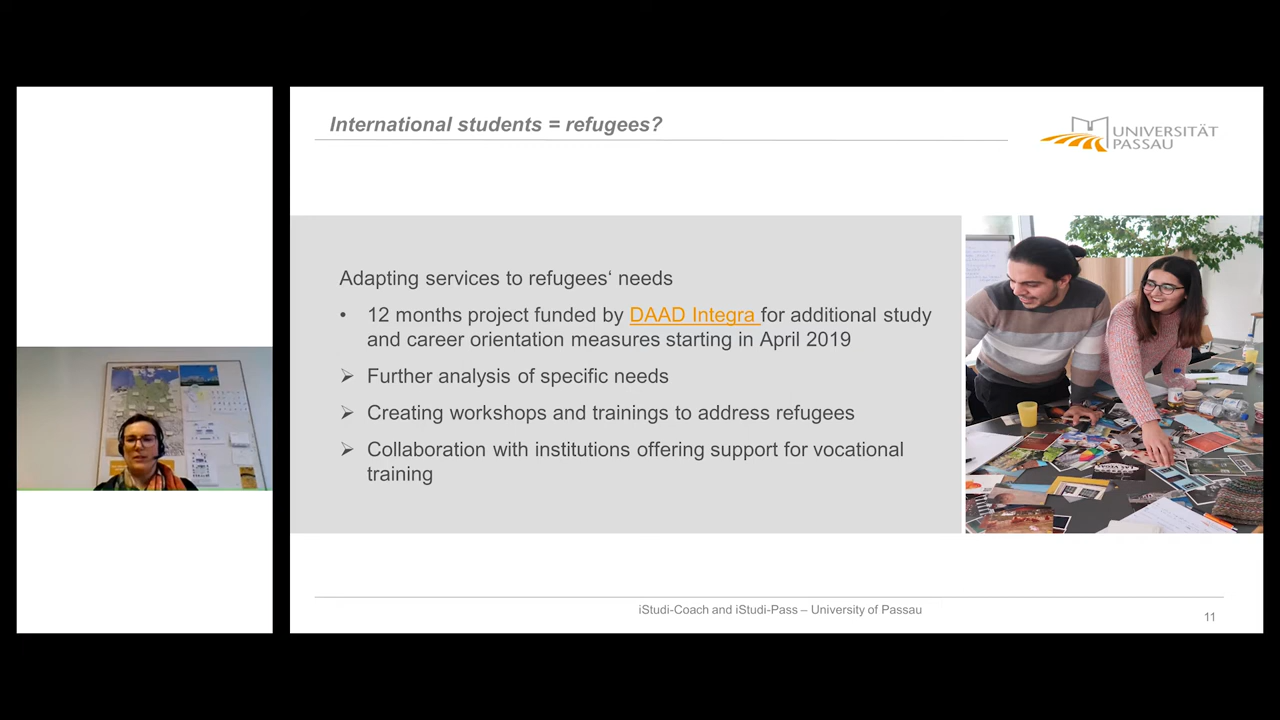 International students = refugees?
UNIVERSITÄT
PASSAU
Adapting services to refugees‘ needs
• 12 months project funded by DAAD Integra for additional study
and career orientation measures starting in April 2019
➢ Further analysis of specific needs
➢ Creating workshops and trainings to address refugees
➢ Collaboration with institutions offering support for vocational
training
LAS VEGAS
iStudi-Coach and iStudi-Pass – University of Passau
11